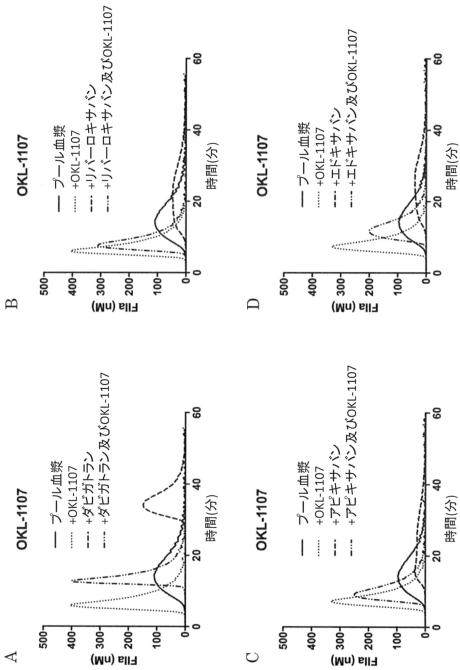 A
OKL-1107
FIIa (nM)
500
400
300
200
100
0
0
20
40
60
時間(分)
プール血漿
+OKL-1107
+ダビガトラン
+ダビガトラン及びOKL-1107
B
OKL-1107
FIIa (nM)
500
400
300
200
100
0
0
20
40
60
時間(分)
プール血漿
+OKL-1107
+リバーロキサバン
+リバーロキサバン及びOKL-1107
C
OKL-1107
FIIa (nM)
500
400
300
200
100
0
0
20
40
60
時間(分)
プール血漿
+OKL-1107
+アピキサバン
+アピキサバン及びOKL-1107
D
OKL-1107
FIIa (nM)
500
400
300
200
100
0
0
20
40
60
時間(分)
プール血漿
+OKL-1107
+エドキサバン
+エドキサバン及びOKL-1107